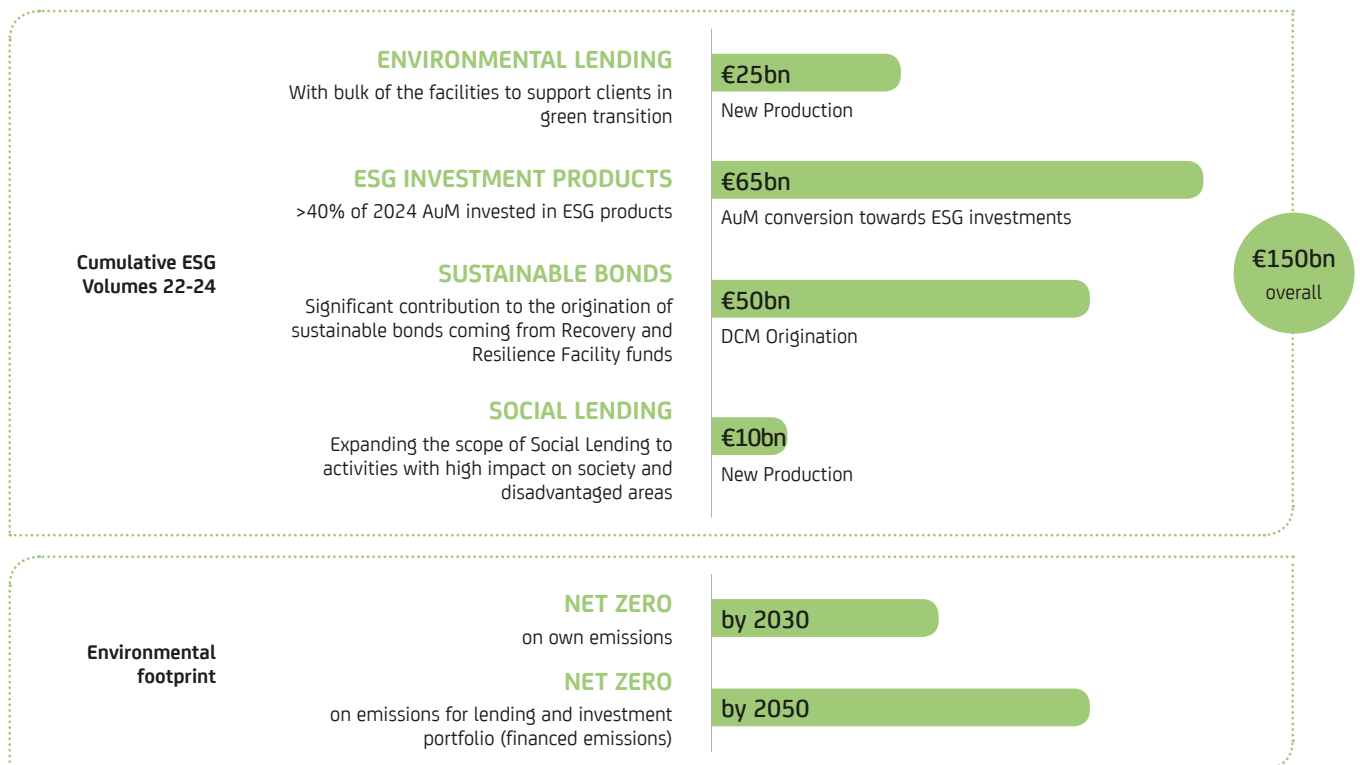 Cumulative ESG
Volumes 22-24
ENVIRONMENTAL LENDING
With bulk of the facilities to support clients in
green transition
€25bn
New Production
ESG INVESTMENT PRODUCTS
>40% of 2024 AuM invested in ESG products
€65bn
AuM conversion towards ESG investments
SUSTAINABLE BONDS
Significant contribution to the origination of
sustainable bonds coming from Recovery and
Resilience Facility funds
€50bn
DCM Origination
SOCIAL LENDING
Expanding the scope of Social Lending to
activities with high impact on society and
disadvantaged areas
€10bn
New Production
€150bn
overall
Environmental
footprint
NET ZERO
on own emissions
by 2030
NET ZERO
on emissions for lending and investment
portfolio (financed emissions)
by 2050